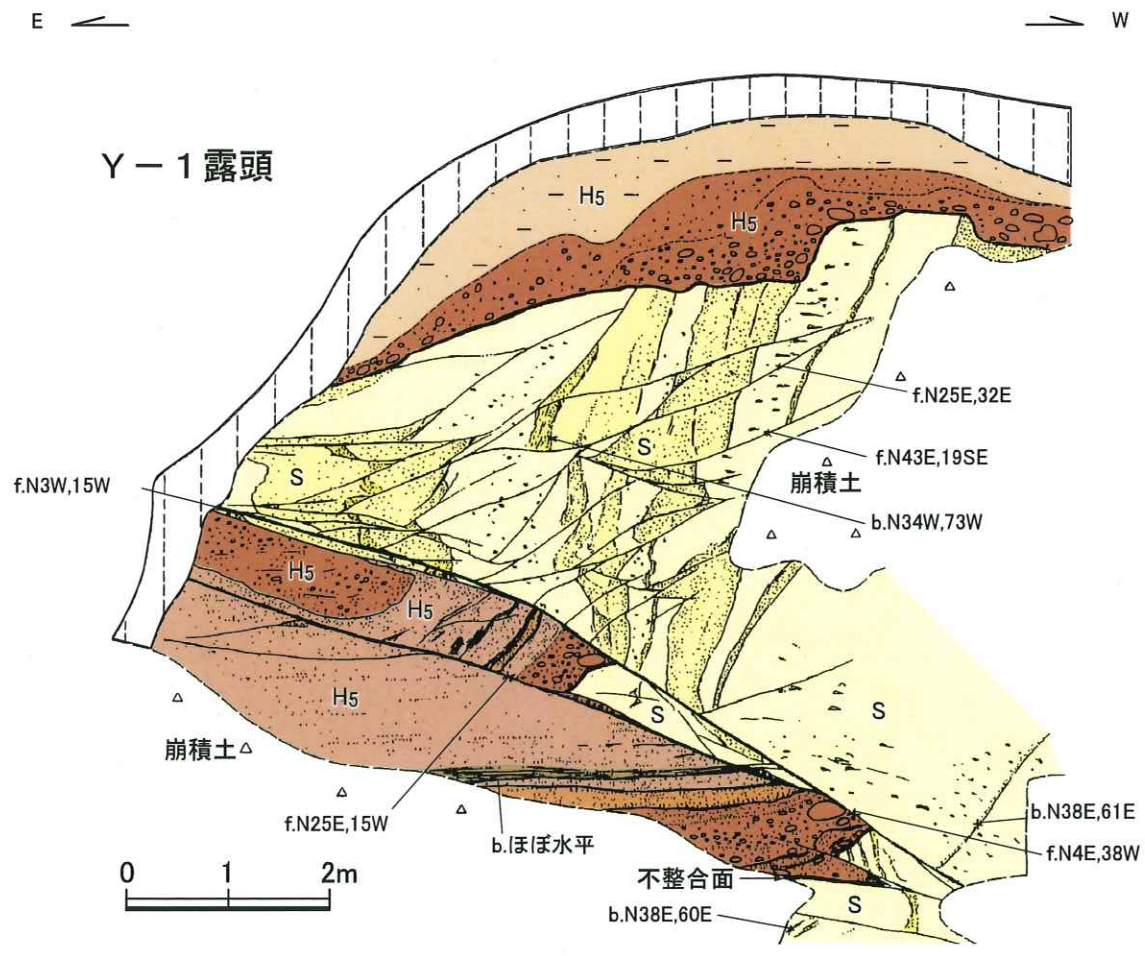 E W
Y－1露頭
H5
H5
f.N25E,32E
S
f.N43E,19SE
S
崩積土
f.N3W,15W
b.N34W,73W
H5
H5
H5
S
S
崩積土
f.N25E,15W
b.ほぼ水平
b.N38E,61E
f.N4E,38W
不整合面
S
b.N38E,60E
0 1 2m